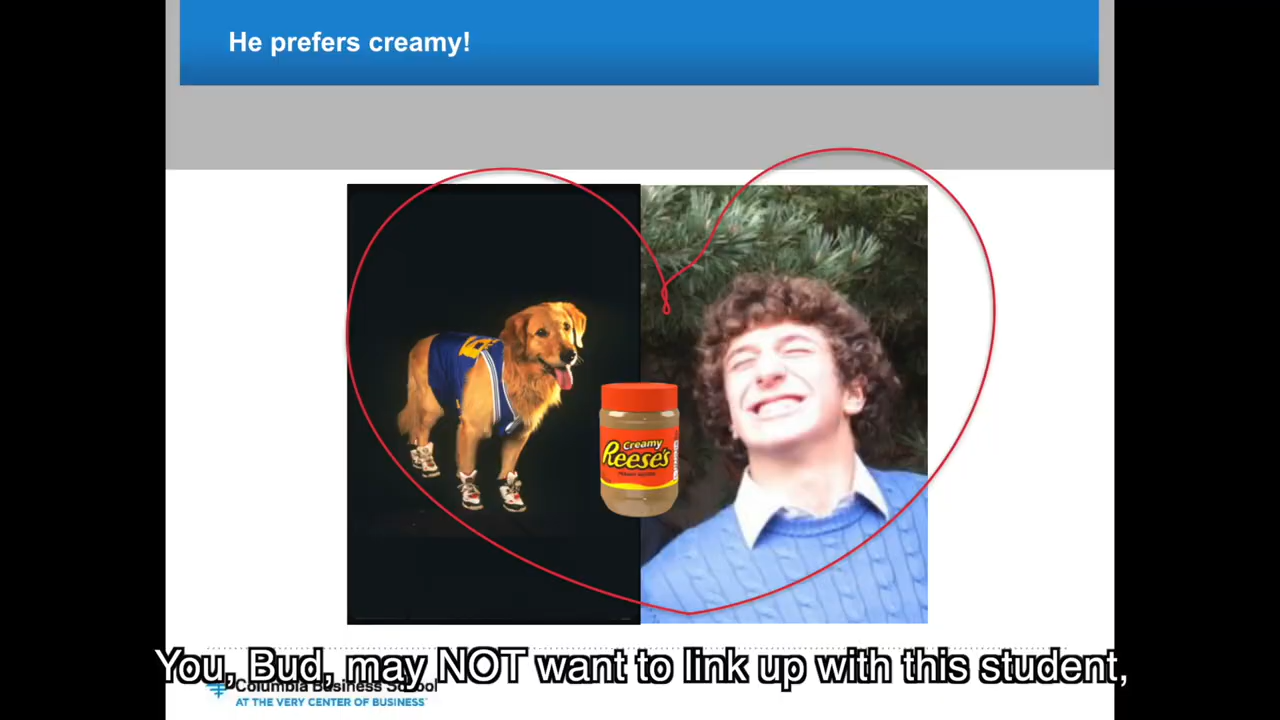 He prefers creamy!
Creamy
Reese's
You, Bud, may NOT want to link up with this student,
Columbia Business School
AT THE VERY CENTER OF BUSINESS